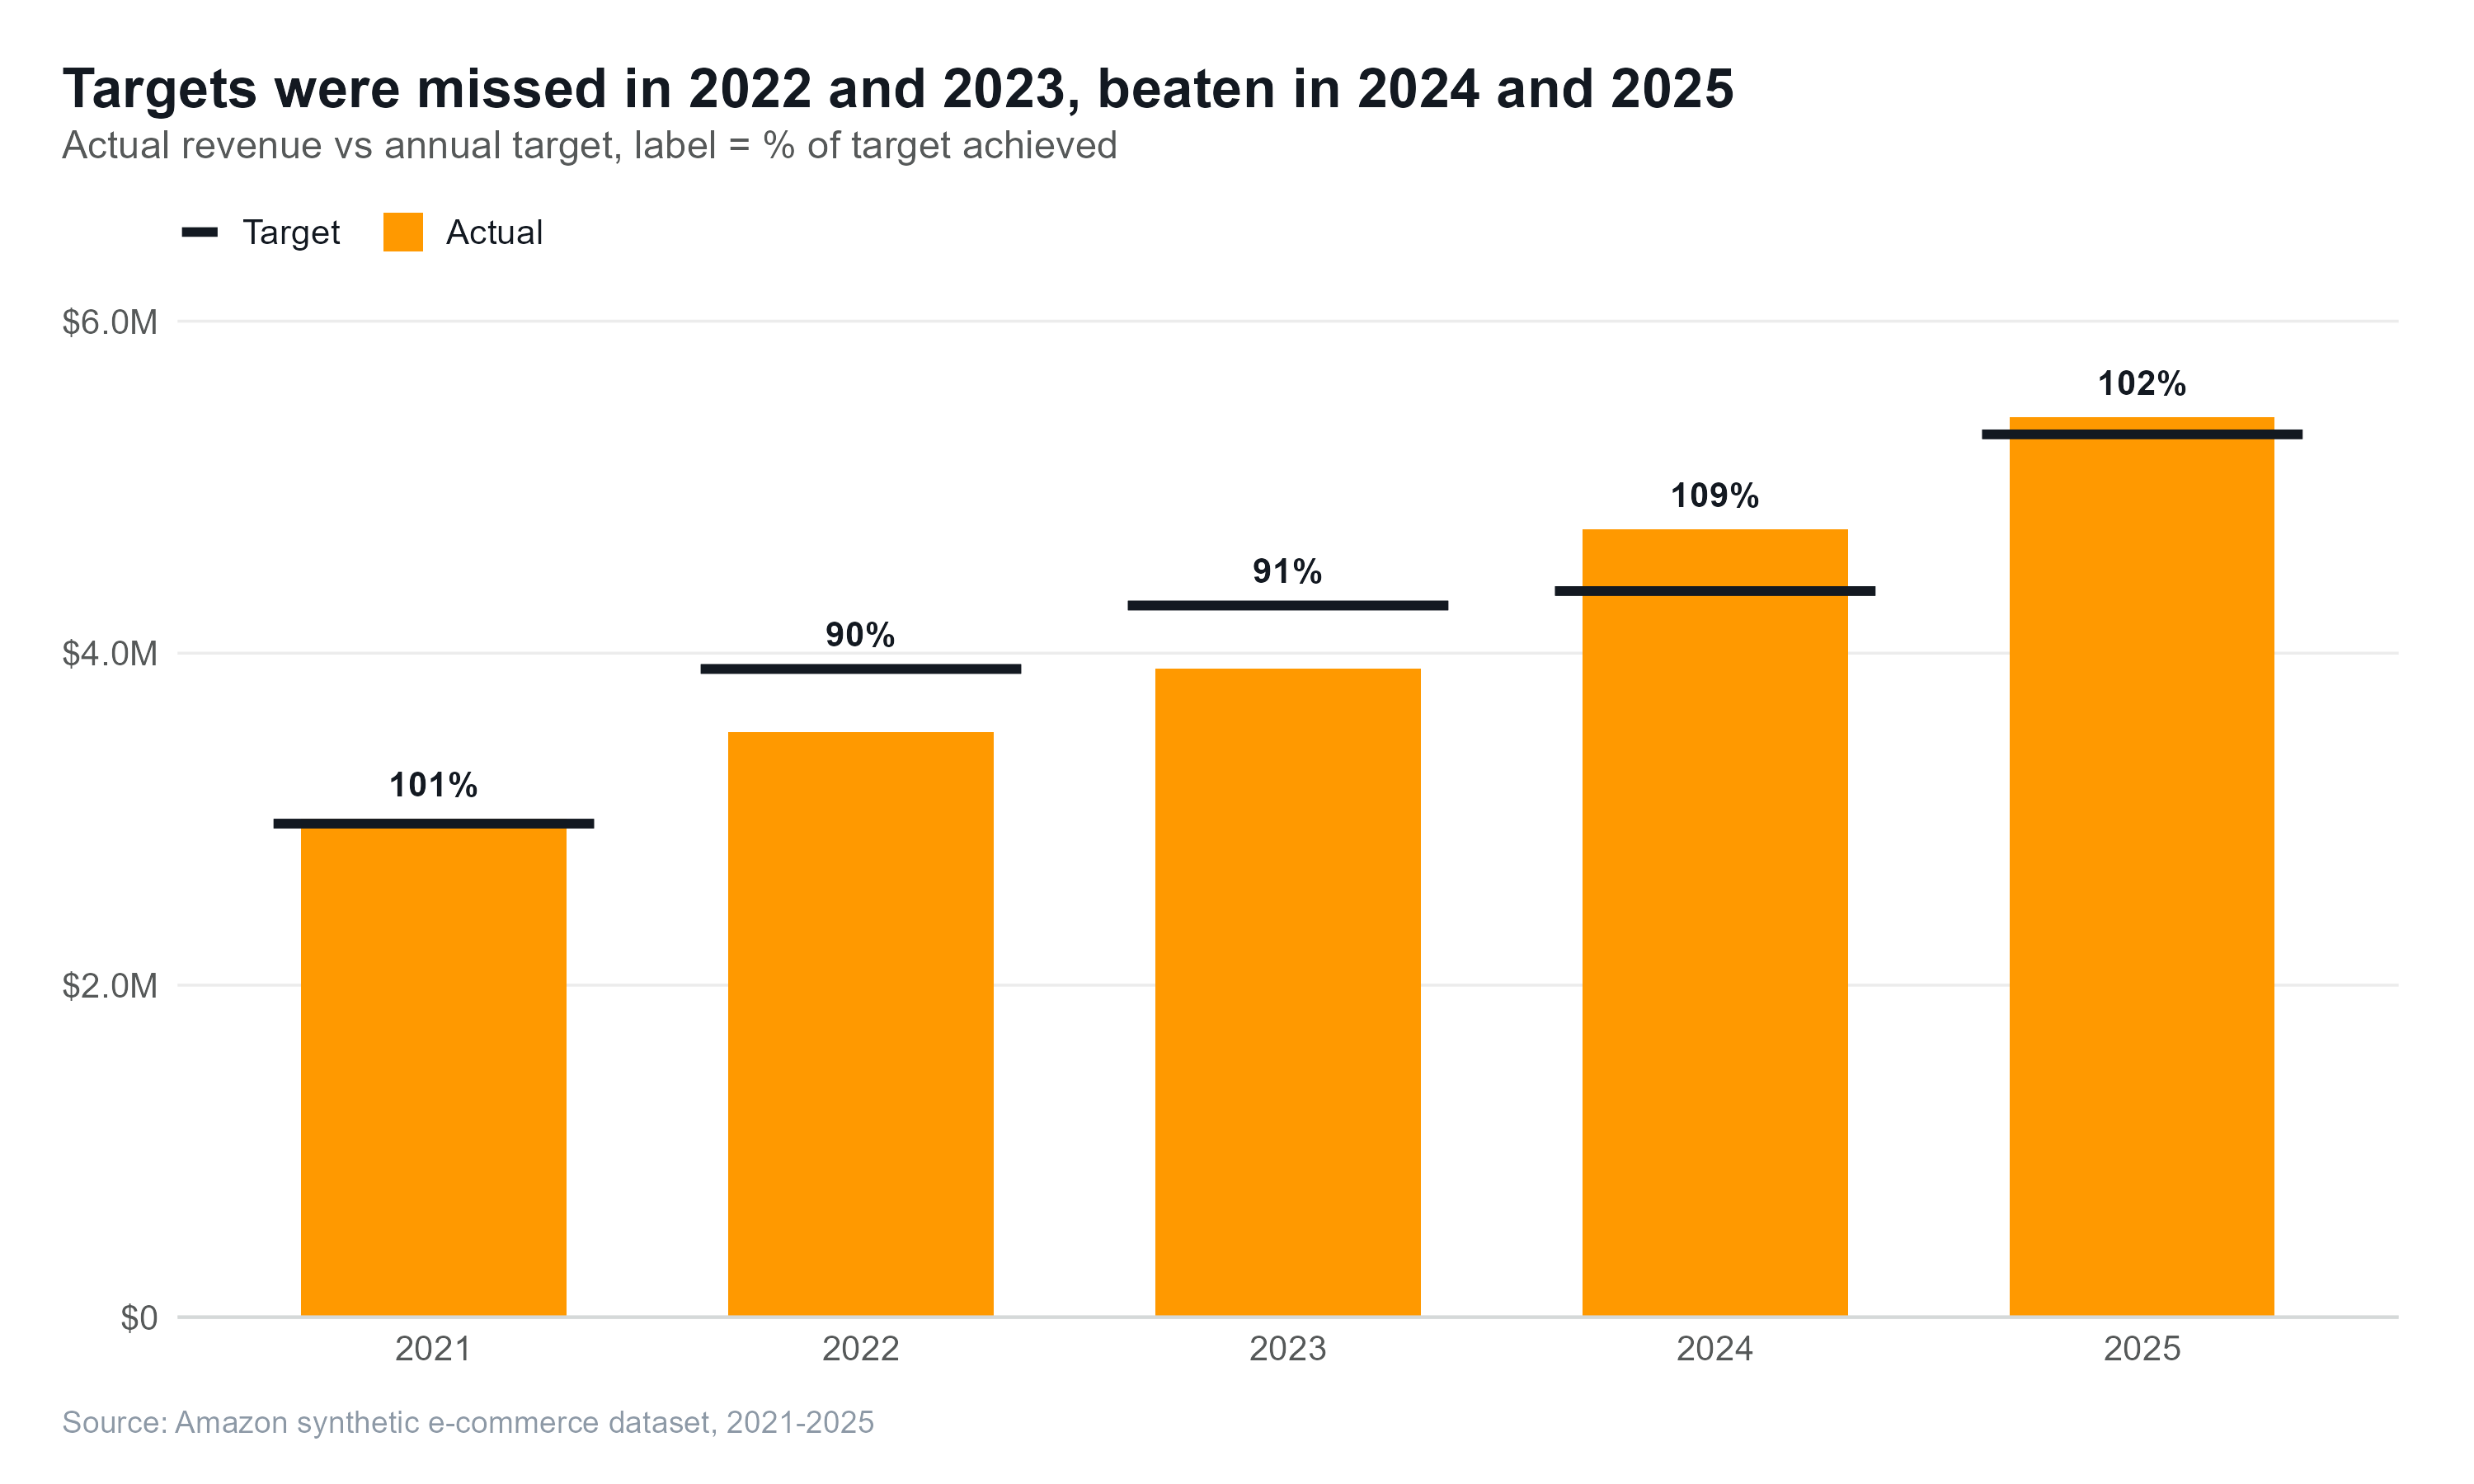 Targets were missed in 2022 and 2023, beaten in 2024 and 2025
Actual revenue vs annual target, label = % of target achieved
Target Actual
$6.0M
102%
109%
91%
90%
$4.0M
101%
$2.0M
$0
2021 2022 2023 2024 2025
Source: Amazon synthetic e-commerce dataset, 2021-2025